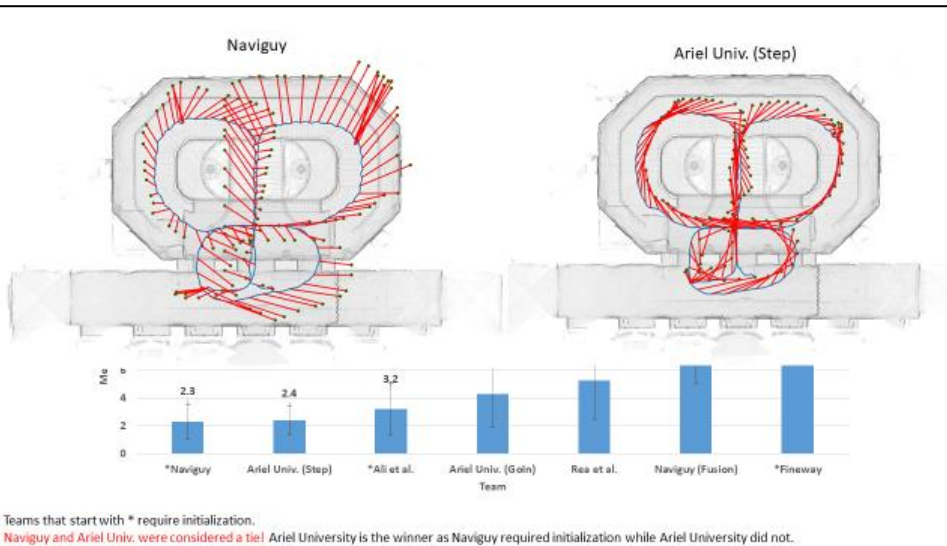 Naviguy
Ariel Univ. (Step)
Me
6
4
2
0
2.3
2.4
3.2
*Naviguy
Ariel Univ. (Step)
*Ali et al.
Ariel Univ. (GoIn)
Rea et al.
Naviguy (Fusion)
*Fineway
Team
Teams that start with * require initialization.
Naviguy and Ariel Univ. were considered a tie! Ariel University is the winner as Naviguy required initialization while Ariel University did not.